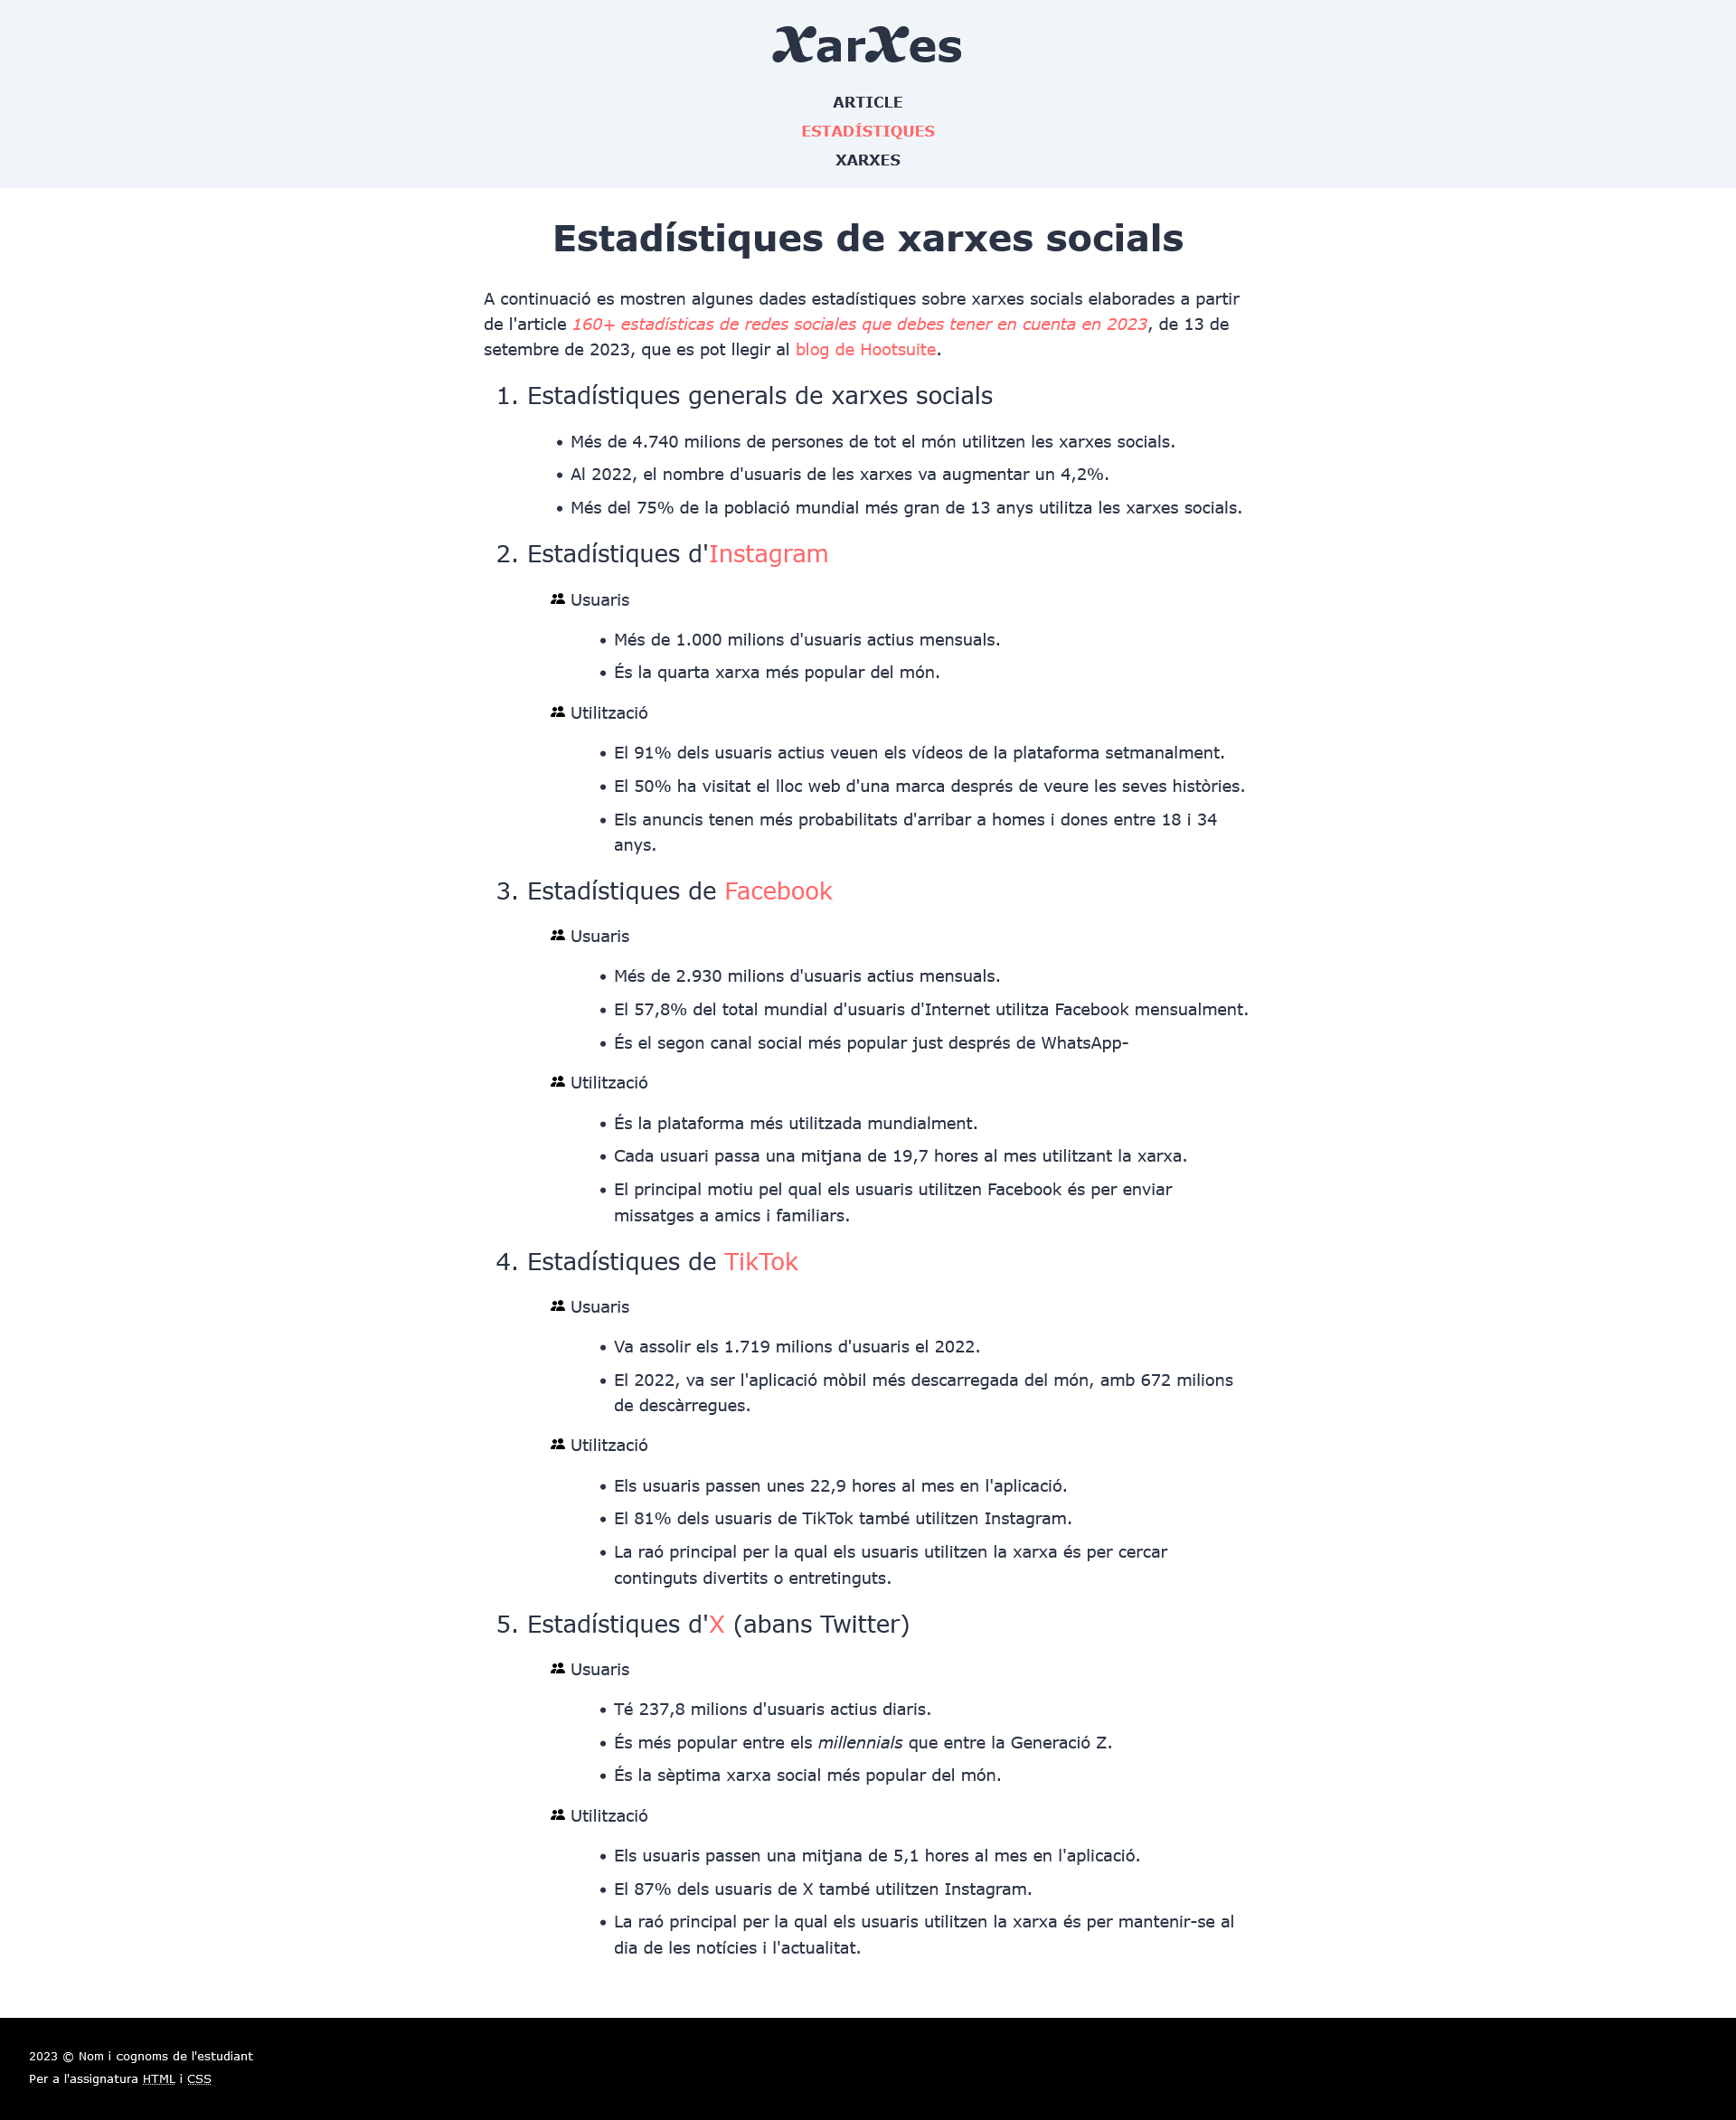 xarxes
ARTICLE
ESTADÍSTIQUES
XARXES
Estadístiques de xarxes socials
A continuació es mostren algunes dades estadístiques sobre xarxes socials elaborades a partir
de l'article 160+ estadísticas de redes sociales que debes tener en cuenta en 2023, de 13 de
setembre de 2023, que es pot llegir al blog de Hootsuite.
1. Estadístiques generals de xarxes socials
• Més de 4.740 milions de persones de tot el món utilitzen les xarxes socials.
• Al 2022, el nombre d'usuaris de les xarxes va augmentar un 4,2%.
• Més del 75% de la població mundial més gran de 13 anys utilitza les xarxes socials.
2. Estadístiques d'Instagram
Usuaris
• Més de 1.000 milions d'usuaris actius mensuals.
• És la quarta xarxa més popular del món.
Utilització
• El 91% dels usuaris actius veuen els vídeos de la plataforma setmanalment.
• El 50% ha visitat el lloc web d'una marca després de veure les seves històries.
• Els anuncis tenen més probabilitats d'arribar a homes i dones entre 18 i 34
anys.
3. Estadístiques de Facebook
Usuaris
• Més de 2.930 milions d'usuaris actius mensuals.
• El 57,8% del total mundial d'usuaris d'Internet utilitza Facebook mensualment.
• És el segon canal social més popular just després de WhatsApp-
Utilització
• És la plataforma més utilitzada mundialment.
• Cada usuari passa una mitjana de 19,7 hores al mes utilitzant la xarxa.
• El principal motiu pel qual els usuaris utilitzen Facebook és per enviar
missatges a amics i familiars.
4. Estadístiques de TikTok
Usuaris
• Va assolir els 1.719 milions d'usuaris el 2022.
• El 2022, va ser l'aplicació mòbil més descarregada del món, amb 672 milions
de descàrregues.
Utilització
• Els usuaris passen unes 22,9 hores al mes en l'aplicació.
• El 81% dels usuaris de TikTok també utilitzen Instagram.
• La raó principal per la qual els usuaris utilitzen la xarxa és per cercar
continguts divertits o entretinguts.
5. Estadístiques d'X (abans Twitter)
Usuaris
• Té 237,8 milions d'usuaris actius diaris.
• És més popular entre els millennials que entre la Generació Z.
• És la sèptima xarxa social més popular del món.
Utilització
• Els usuaris passen una mitjana de 5,1 hores al mes en l'aplicació.
• El 87% dels usuaris de X també utilitzen Instagram.
• La raó principal per la qual els usuaris utilitzen la xarxa és per mantenir-se al
dia de les notícies i l'actualitat.
2023 © Nom i cognoms de l'estudiant
Per a l'assignatura HTML i CSS